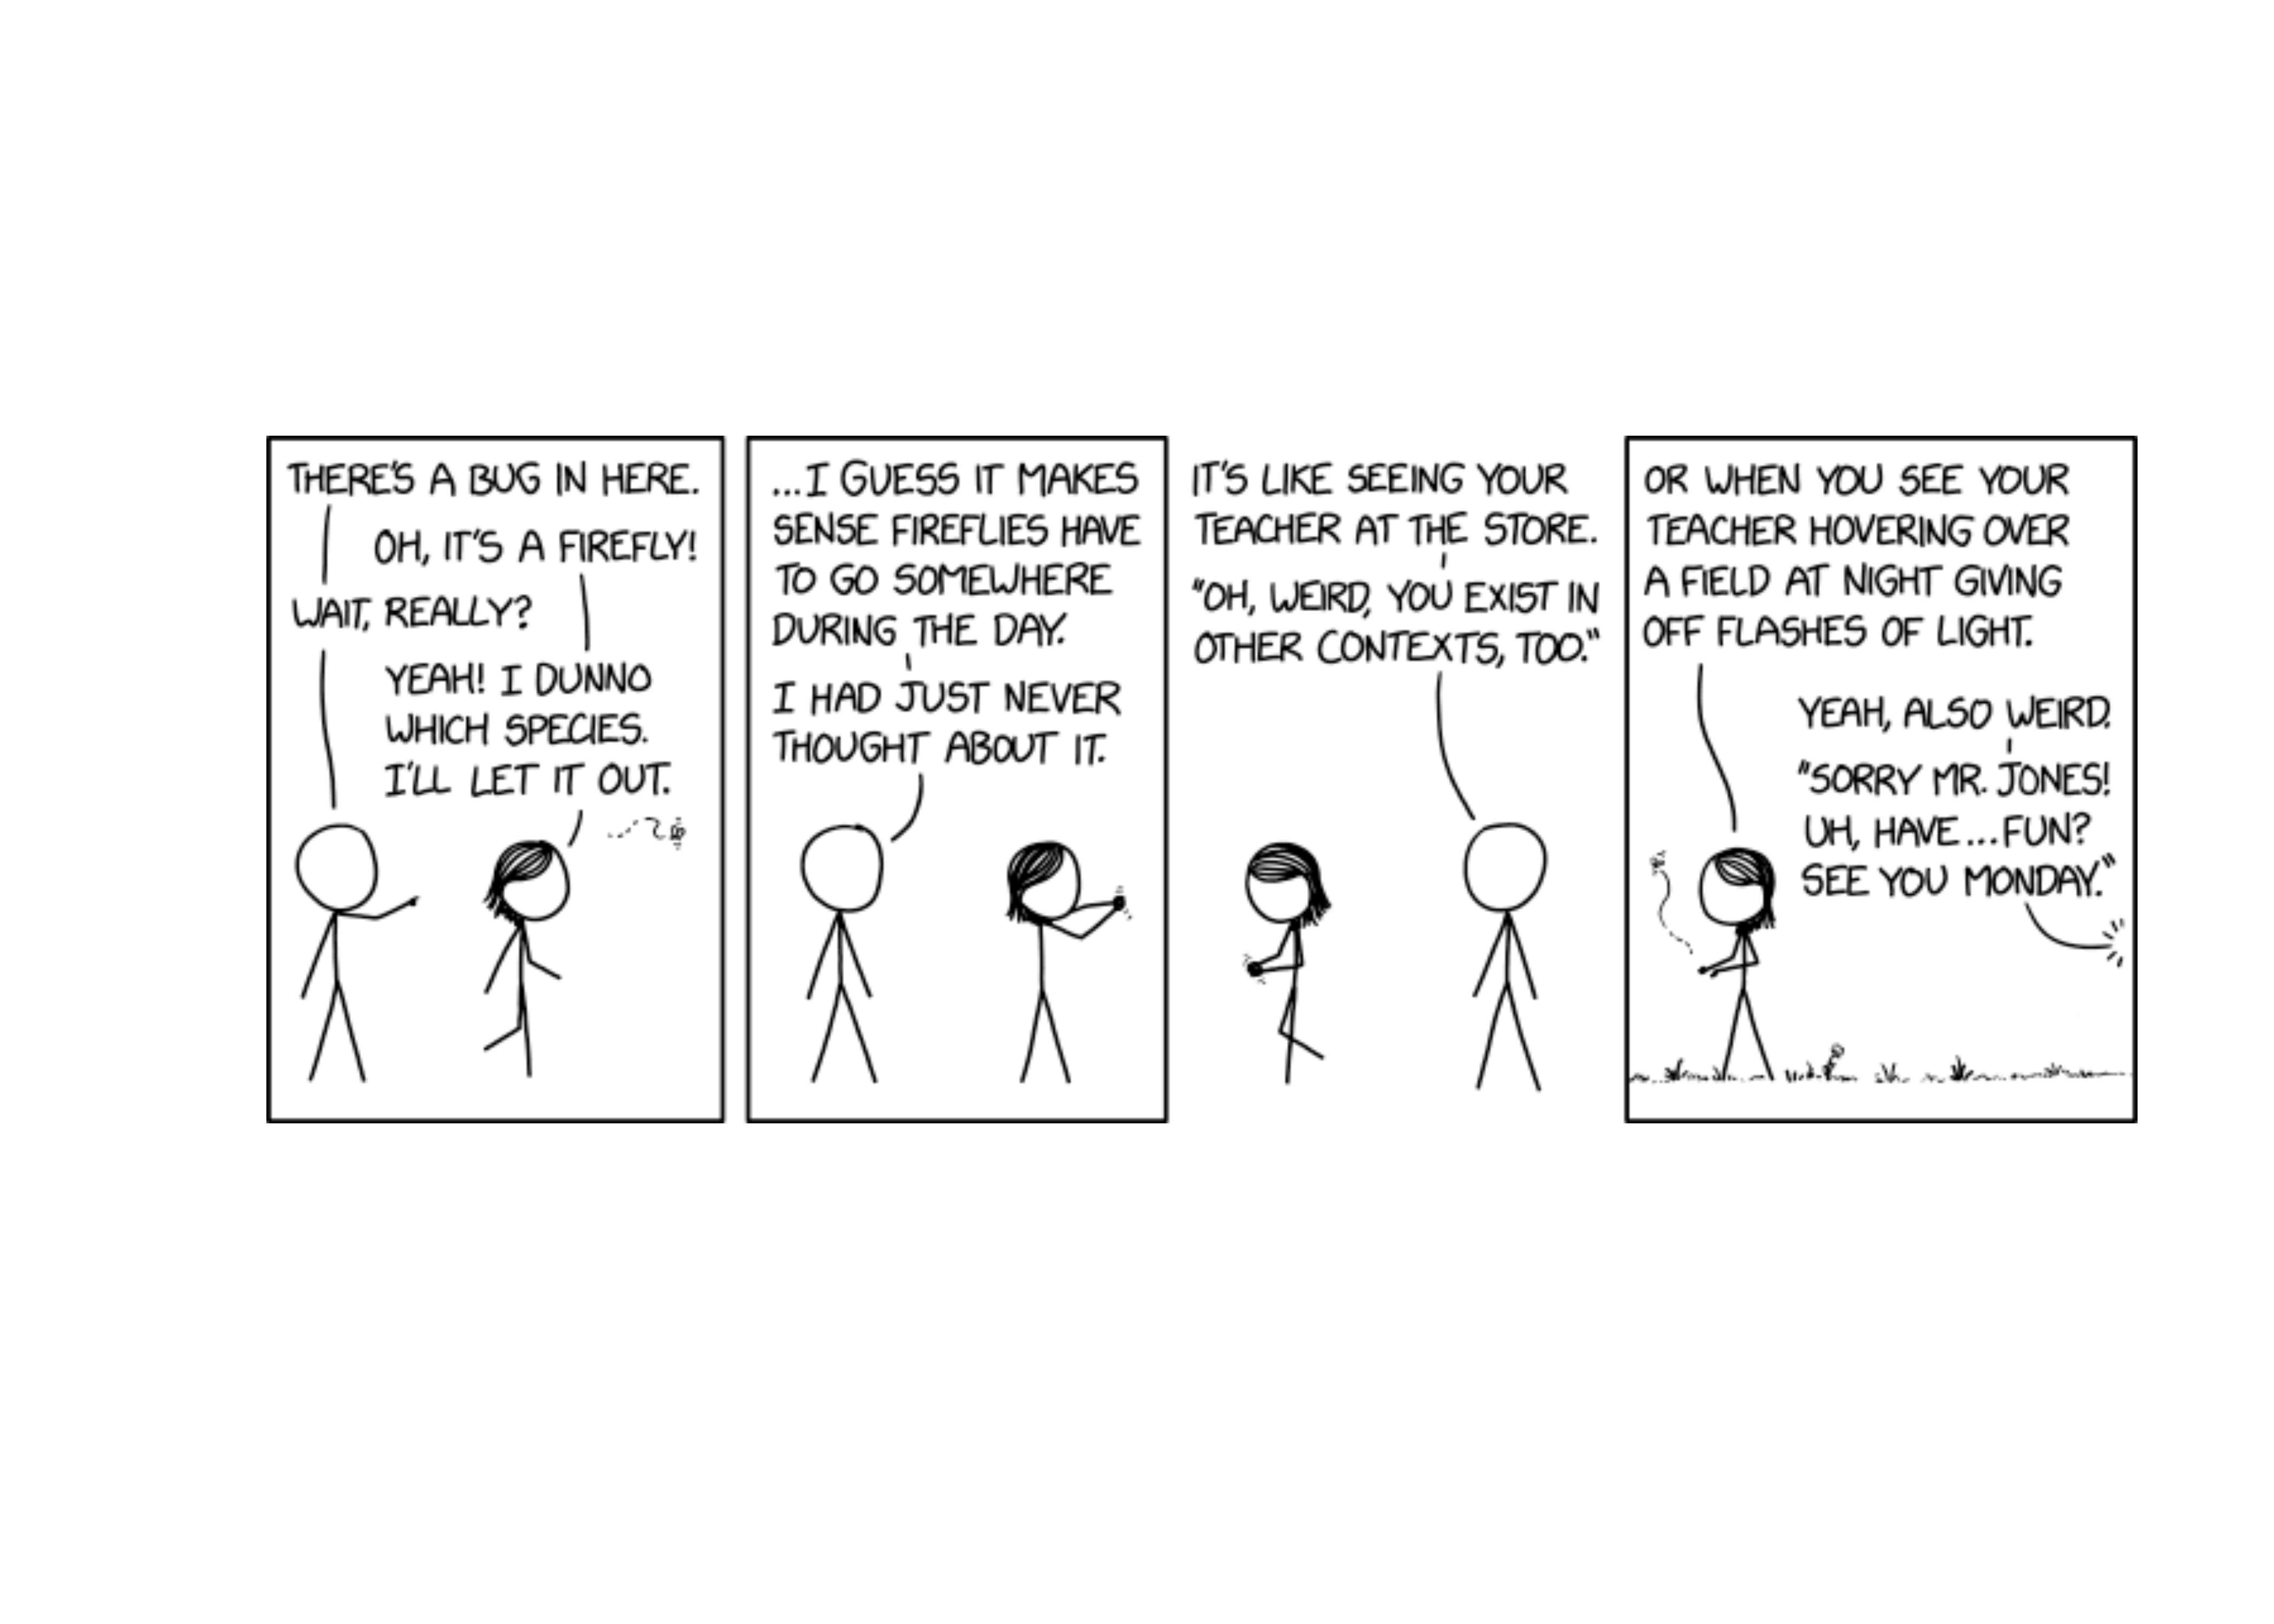 THERE'S A BUG IN HERE.
OH, IT'S A FIREFLY!
WAIT, REALLY?
YEAH! I DUNNO
WHICH SPECIES.
I'LL LET IT OUT.
...I GUESS IT MAKES
SENSE FIREFLIES HAVE
TO GO SOMEWHERE
DURING THE DAY.
I HAD JUST NEVER
THOUGHT ABOUT IT.
IT'S LIKE SEEING YOUR
TEACHER AT THE STORE.
"OH, WEIRD, YOU EXIST IN
OTHER CONTEXTS, TOO."
OR WHEN YOU SEE YOUR
TEACHER HOVERING OVER
A FIELD AT NIGHT GIVING
OFF FLASHES OF LIGHT.
YEAH, ALSO WEIRD.
"SORRY MR. JONES!
UH, HAVE...FUN?
SEE YOU MONDAY."